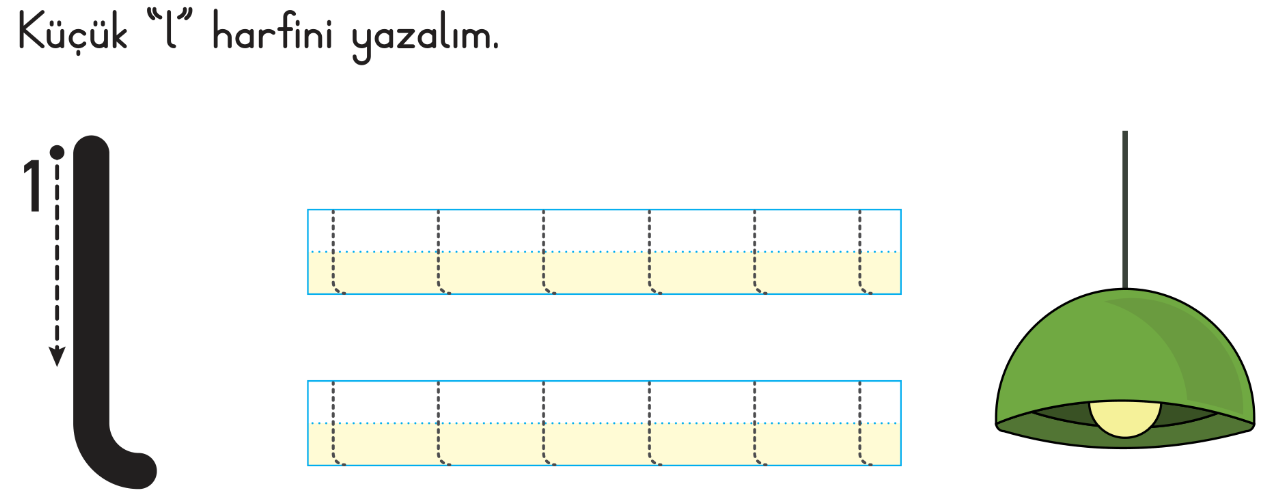 Küçük “l” harfini yazalım.
1
l
l l l l l l
l l l l l l